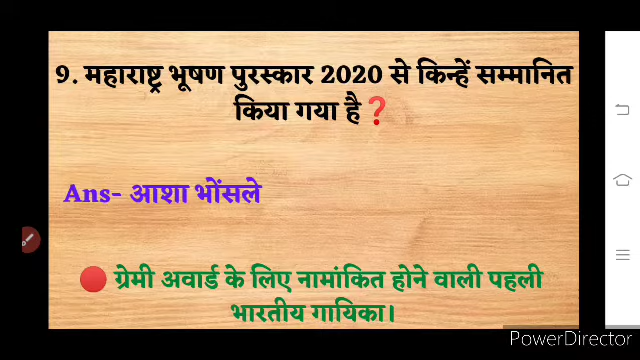 9. महाराष्ट्र भूषण पुरस्कार 2020 से किन्हें सम्मानित
किया गया है❓
Ans- आशा भोंसले
🔴 ग्रेमी अवार्ड के लिए नामांकित होने वाली पहली
भारतीय गायिका।
PowerDirector